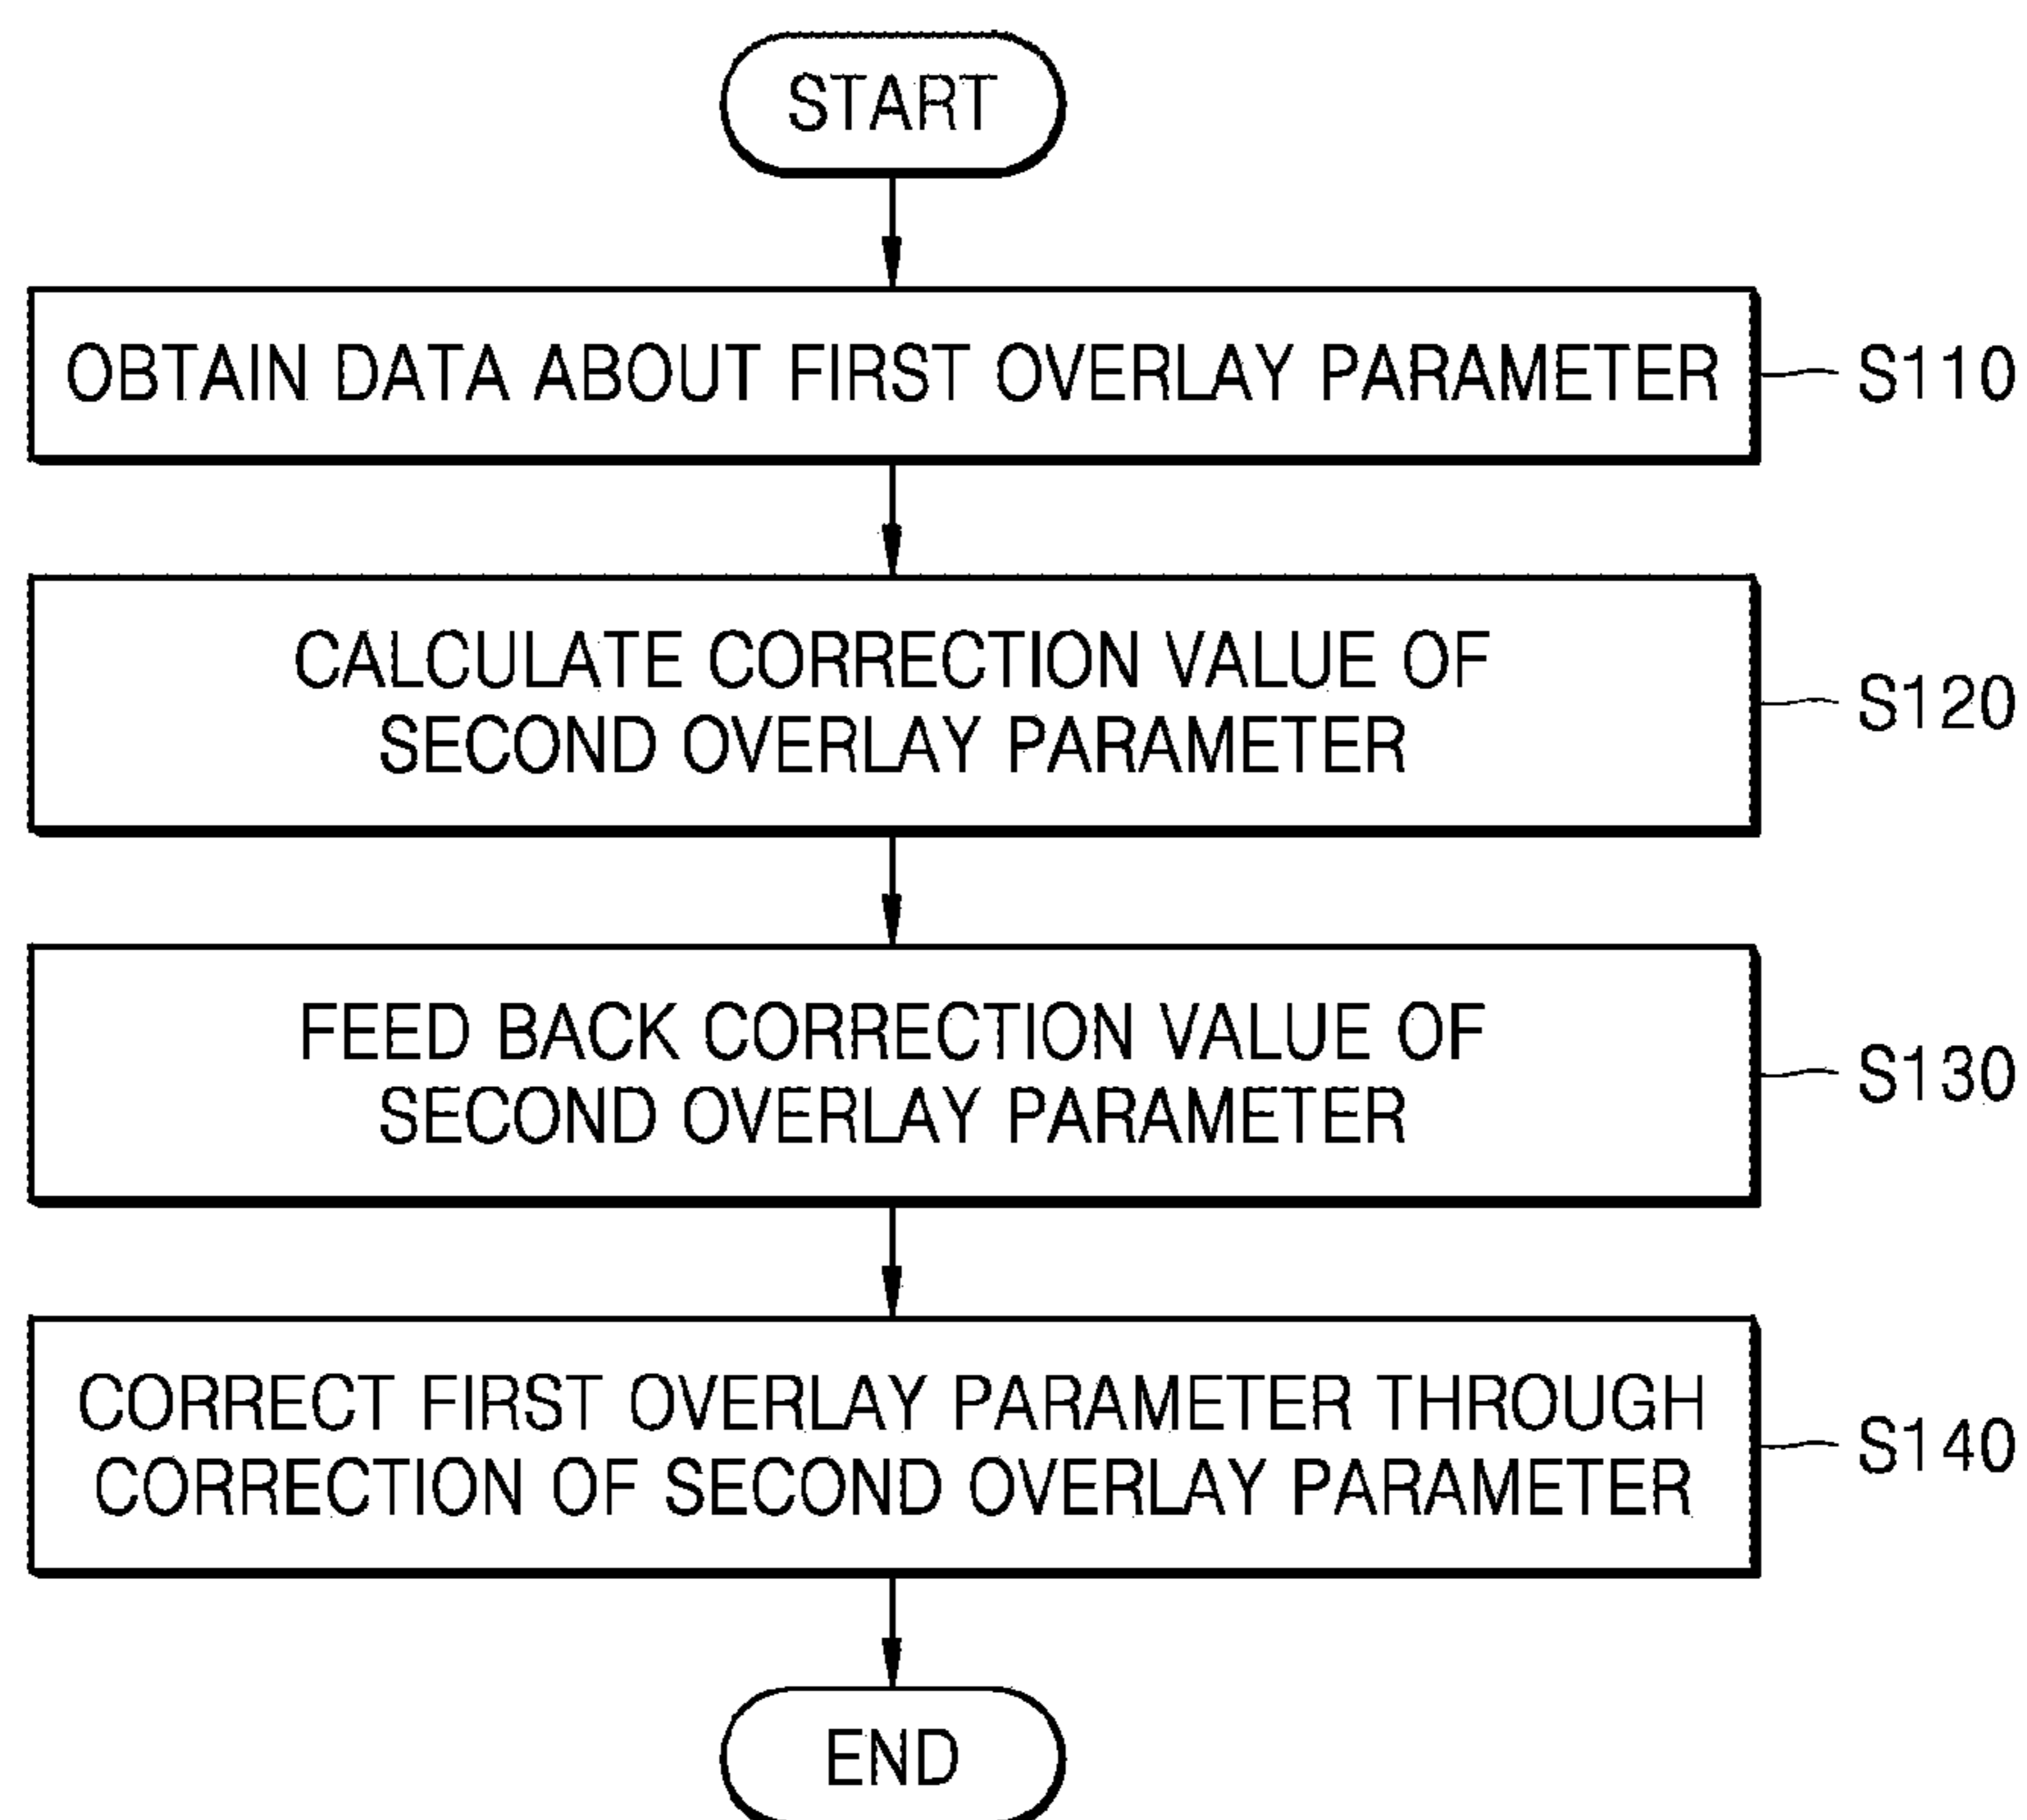 START
OBTAIN DATA ABOUT FIRST OVERLAY PARAMETER
S110
CALCULATE CORRECTION VALUE OF
SECOND OVERLAY PARAMETER
S120
FEED BACK CORRECTION VALUE OF
SECOND OVERLAY PARAMETER
S130
CORRECT FIRST OVERLAY PARAMETER THROUGH
CORRECTION OF SECOND OVERLAY PARAMETER
S140
END